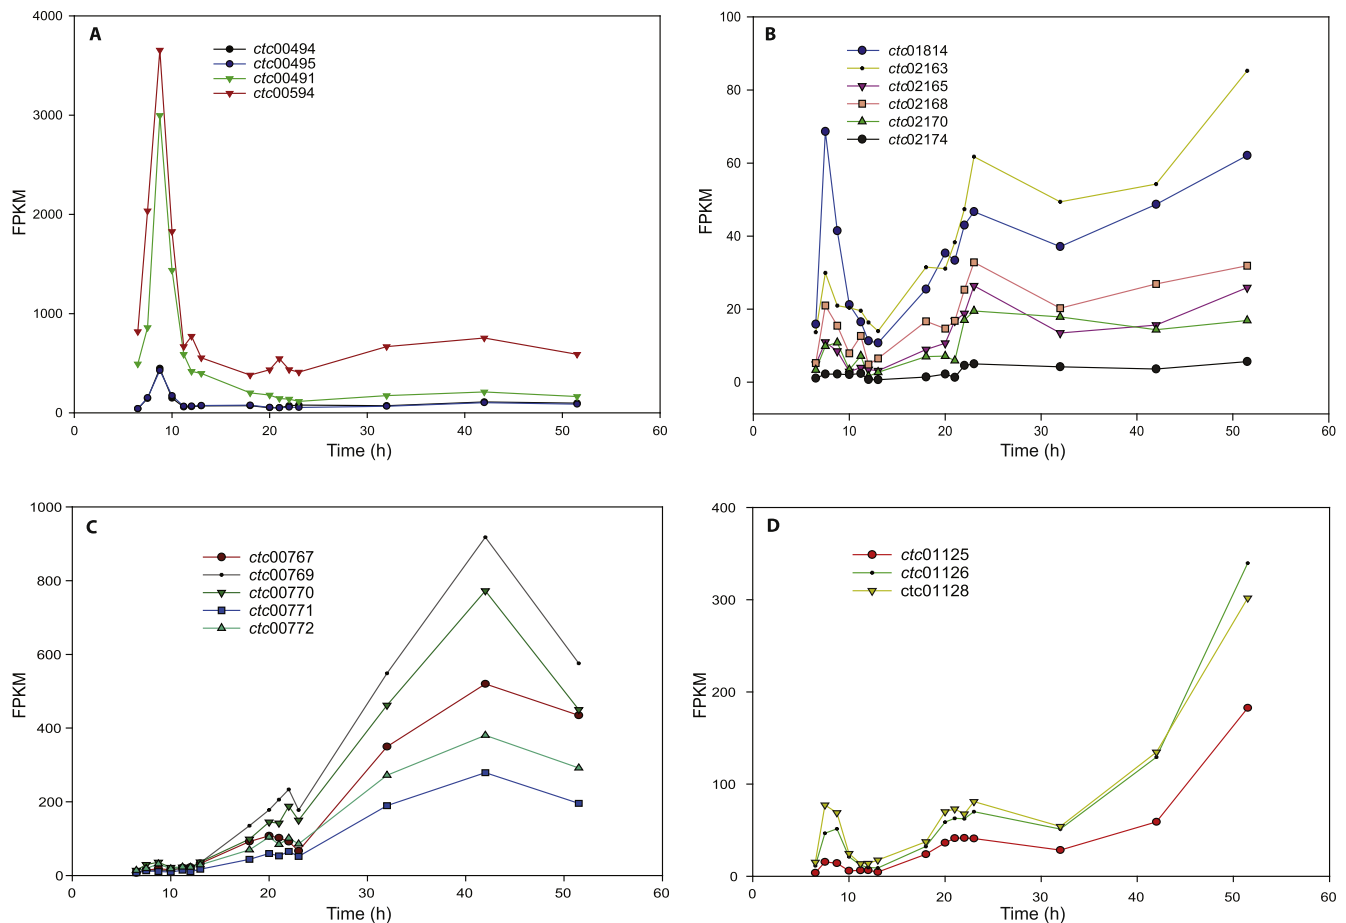 A
ctc00494
ctc00495
ctc00491
ctc00594
4000
3000
2000
1000
0
FPKM
0 10 20 30 40 50 60
Time (h)
B
ctc01814
ctc02163
ctc02165
ctc02168
ctc02170
ctc02174
100
80
60
40
20
0
FPKM
0 10 20 30 40 50 60
Time (h)
C
ctc00767
ctc00769
ctc00770
ctc00771
ctc00772
1000
800
600
400
200
0
FPKM
0 10 20 30 40 50 60
Time (h)
D
ctc01125
ctc01126
ctc01128
400
300
200
100
0
FPKM
0 10 20 30 40 50 60
Time (h)